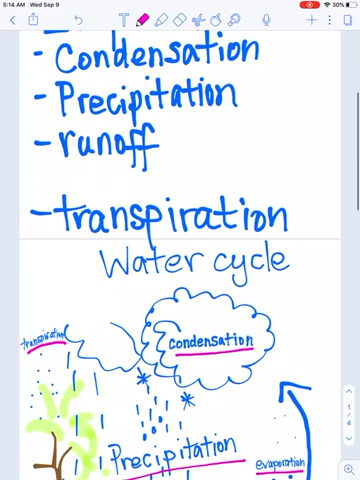 5:14 AM Wed Sep 9
30%
- Condensation
- Precipitation
- runoff
- transpiration
Water cycle
transpiration
condensation
Precipitation
evaporation
1
4